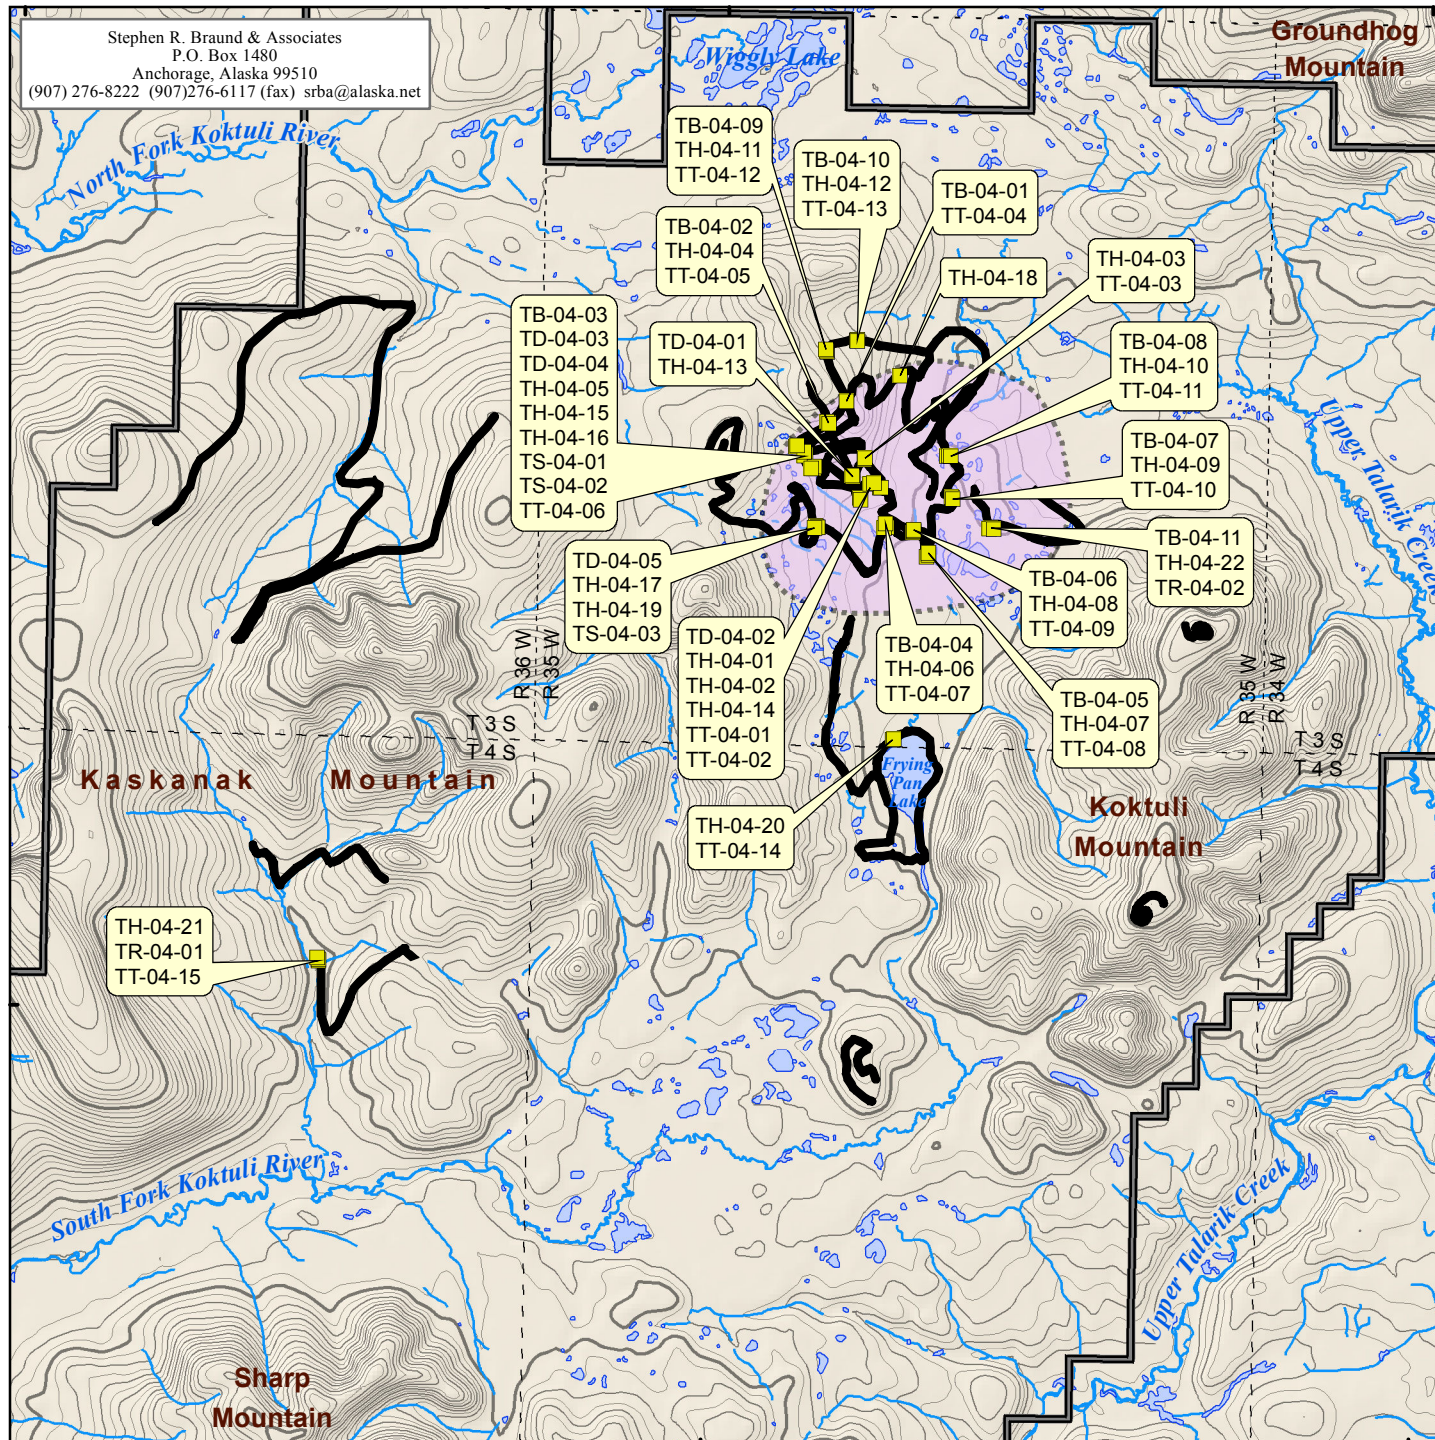 Stephen R. Braund & Associates
P.O. Box 1480
Anchorage, Alaska 99510
(907) 276-8222 (907)276-6117 (fax) srba@alaska.net
Groundhog
Mountain
Wiggly Lake
North Fork Koktuli River
TB-04-09
TH-04-11
TT-04-12
TB-04-10
TH-04-12
TT-04-13
TB-04-01
TT-04-04
TB-04-02
TH-04-04
TT-04-05
TH-04-03
TT-04-03
TH-04-18
TB-04-03
TD-04-03
TD-04-04
TH-04-05
TH-04-15
TH-04-16
TS-04-01
TS-04-02
TT-04-06
TD-04-01
TH-04-13
TB-04-08
TH-04-10
TT-04-11
Upper Talarik Creek
TB-04-07
TH-04-09
TT-04-10
TB-04-11
TH-04-22
TR-04-02
TD-04-05
TH-04-17
TH-04-19
TS-04-03
TB-04-06
TH-04-08
TT-04-09
TD-04-02
TH-04-01
TH-04-02
TH-04-14
TT-04-01
TT-04-02
TB-04-04
TH-04-06
TT-04-07
TB-04-05
TH-04-07
TT-04-08
R 36 W
R 35 W
R 35 W
R 34 W
T 3 S
T 4 S
T 3 S
T 4 S
Kaskanak Mountain
Frying
Pan
Lake
Koktuli
Mountain
TH-04-20
TT-04-14
TH-04-21
TR-04-01
TT-04-15
South Fork Koktuli River
Upper Talarik Creek
Sharp
Mountain